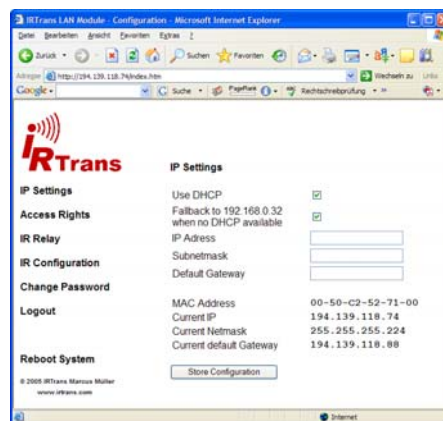 IRTrans LAN Module - Configuration - Microsoft Internet Explorer
Datei Bearbeiten Ansicht Favoriten Extras ?
Zurück Suchen Favoriten
Adresse http://194.139.118.74/index.htm Wechseln zu Links
Google Suche PageRank Rechtschreibprüfung
iRTrans
IP Settings
Access Rights
IR Relay
IR Configuration
Change Password
Logout
Reboot System
© 2005 IRTrans Marcus Müller
www.irtrans.com
IP Settings
Use DHCP
Fallback to 192.168.0.32
when no DHCP available
IP Adress
Subnetmask
Default Gateway
MAC Address 00-50-C2-52-71-00
Current IP 194.139.118.74
Current Netmask 255.255.255.224
Current default Gateway 194.139.118.88
Store Configuration
Internet